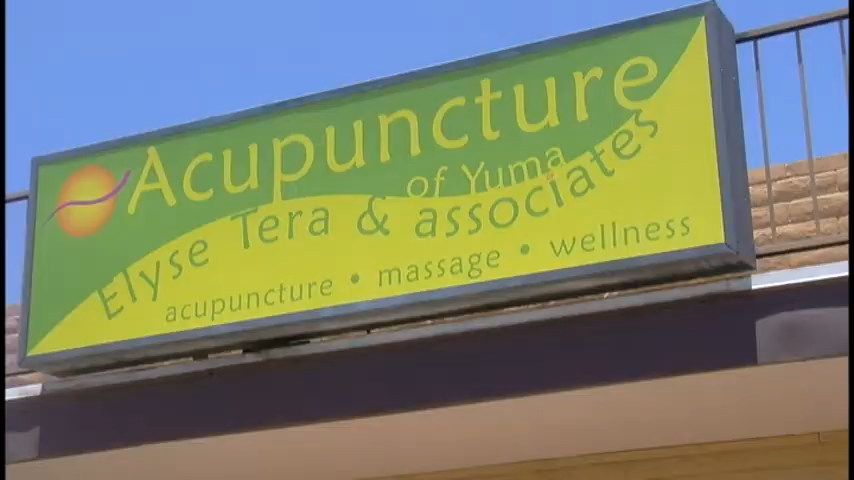 Acupuncture
of Yuma
Elyse Tera & associates
acupuncture • massage • wellness